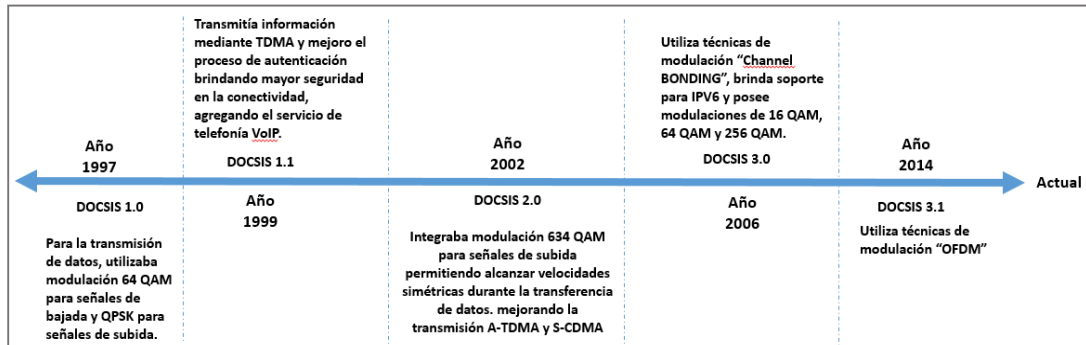 Año
1997
DOCSIS 1.0
Para la transmisión
de datos, utilizaba
modulación 64 QAM
para señales de
bajada y QPSK para
señales de subida.
Transmitía información
mediante TDMA y mejoro el
proceso de autenticación
brindando mayor seguridad
en la conectividad,
agregando el servicio de
telefonía VoIP.
DOCSIS 1.1
Año
1999
Año
2002
DOCSIS 2.0
Integraba modulación 634 QAM
para señales de subida
permitiendo alcanzar velocidades
simétricas durante la transferencia
de datos. mejorando la
transmisión A-TDMA y S-CDMA
Utiliza técnicas de
modulación “Channel
BONDING”, brinda soporte
para IPV6 y posee
modulaciones de 16 QAM,
64 QAM y 256 QAM.
DOCSIS 3.0
Año
2006
Año
2014
DOCSIS 3.1
Utiliza técnicas de
modulación “OFDM”
Actual